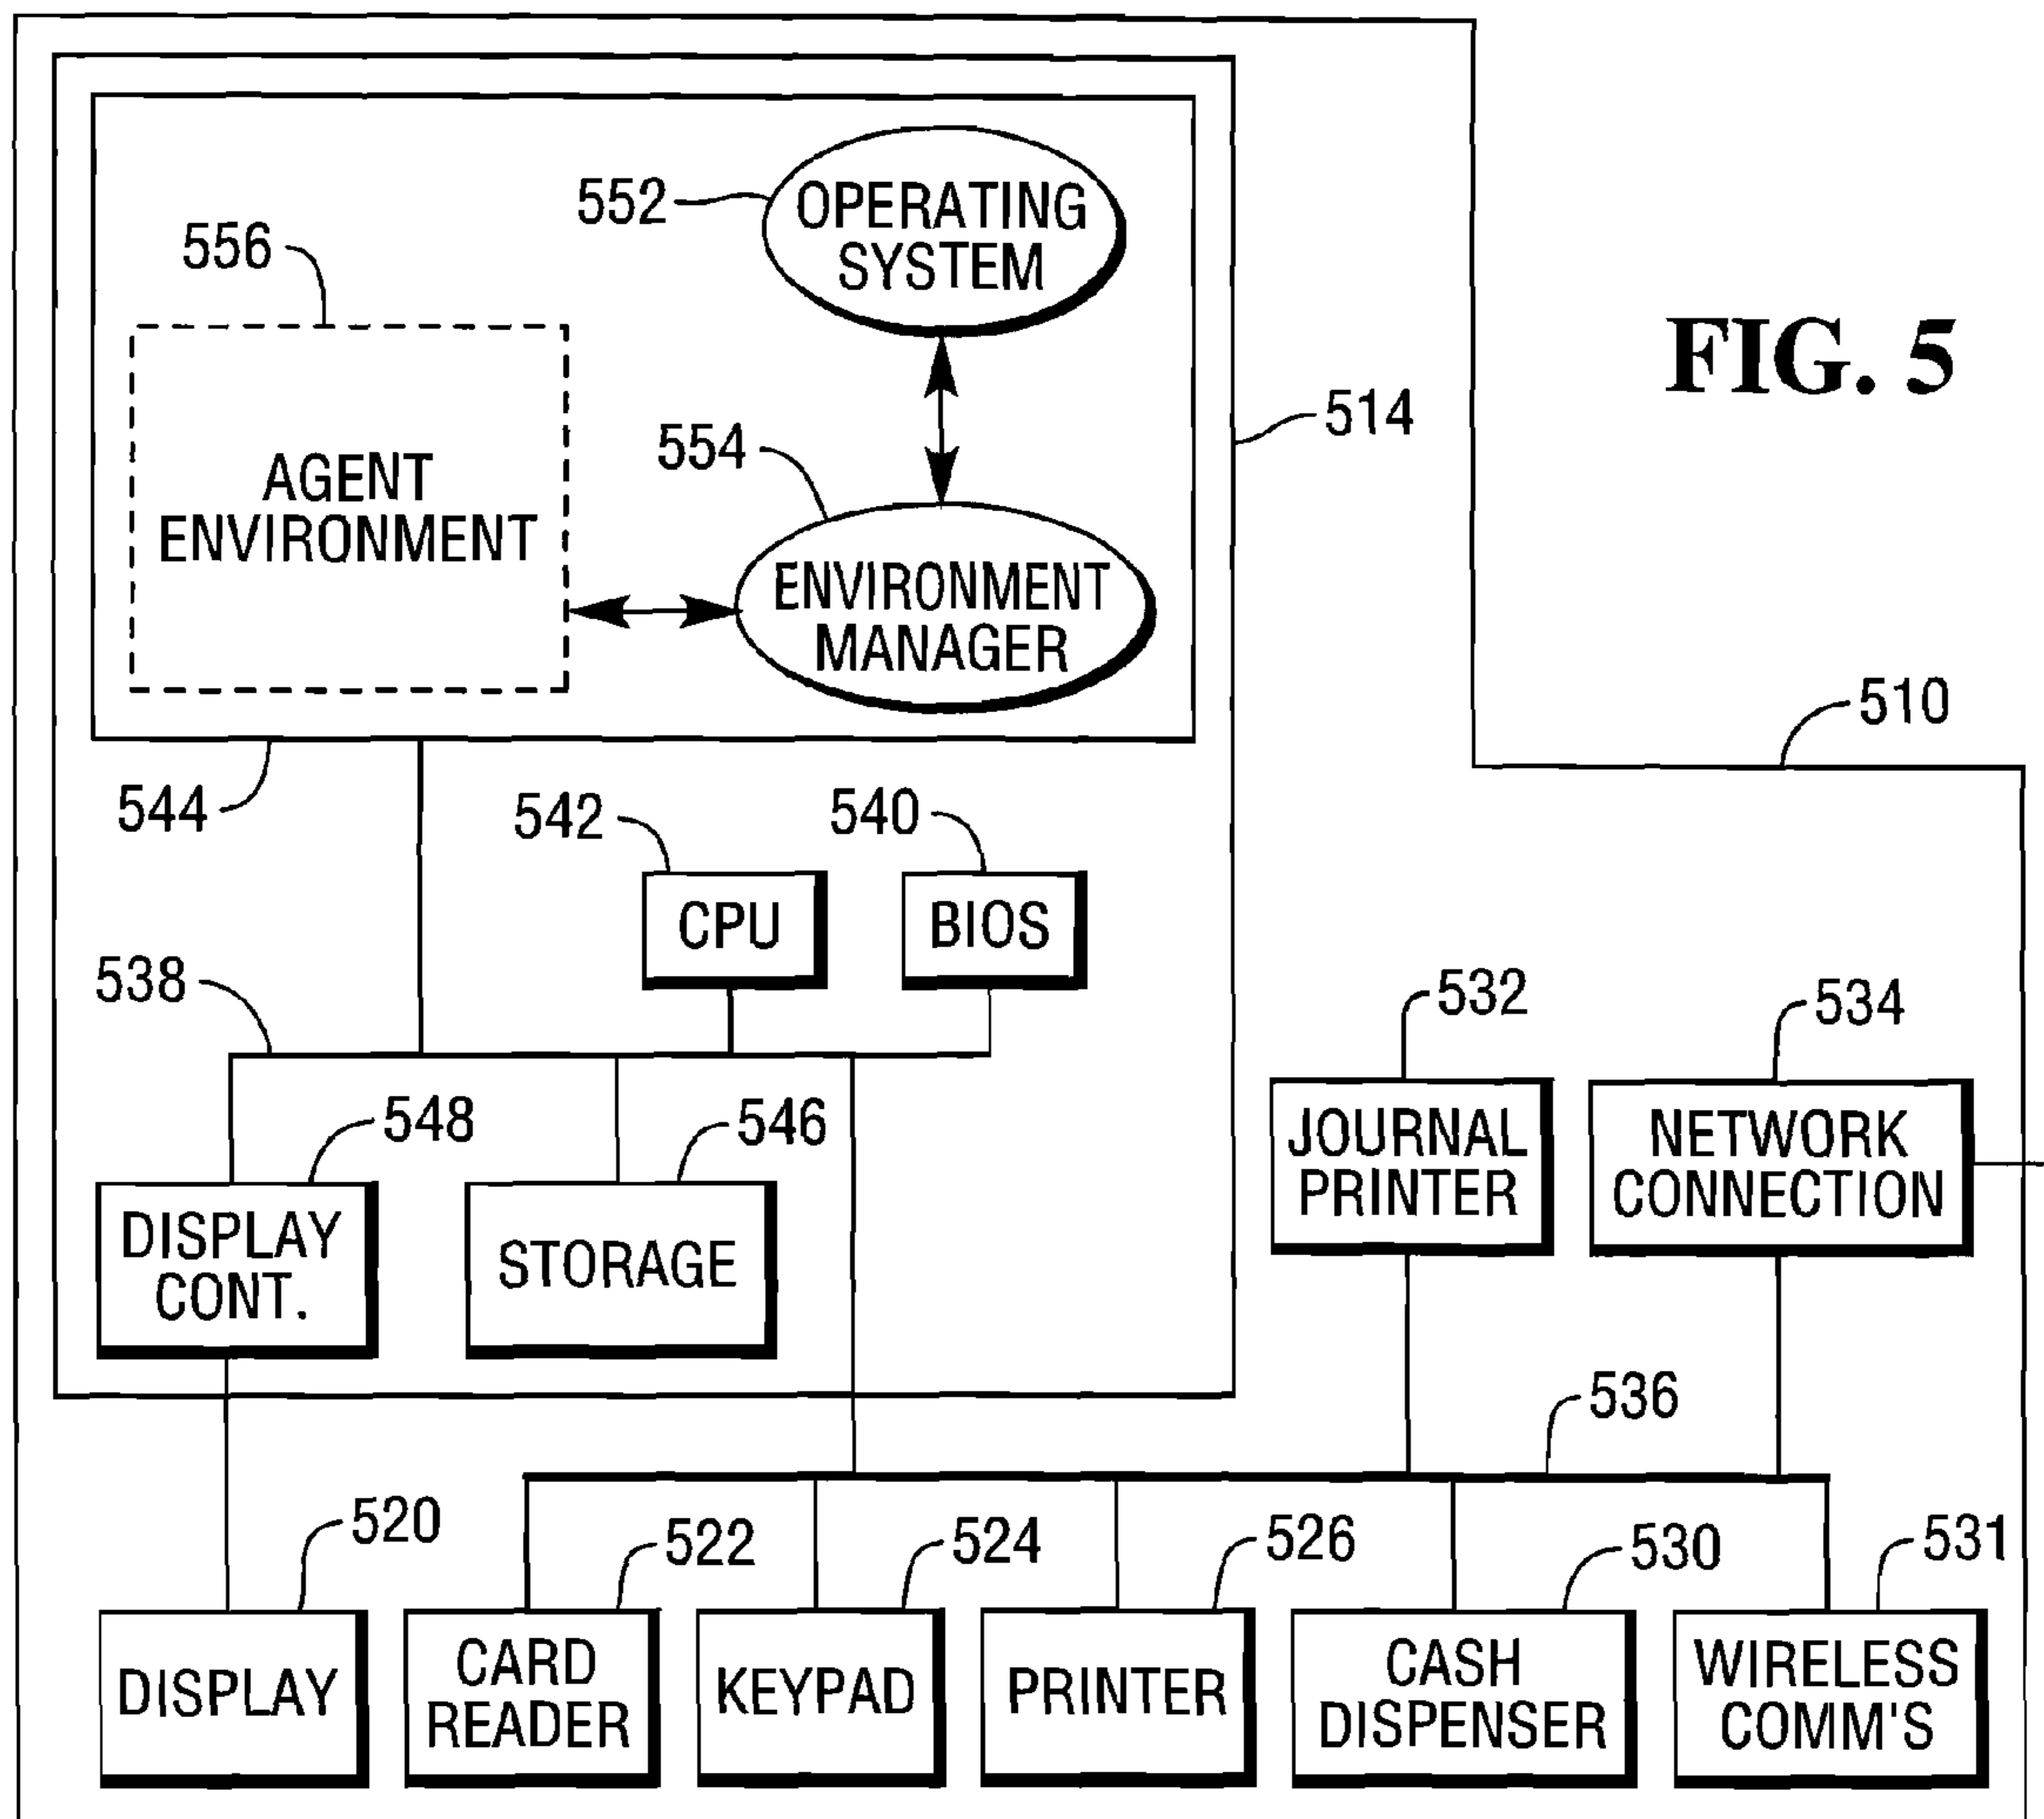 552
OPERATING
SYSTEM
556
FIG. 5
514
554
AGENT
ENVIRONMENT
ENVIRONMENT
MANAGER
510
544
542
540
CPU
BIOS
538
532
534
548
546
JOURNAL
PRINTER
NETWORK
CONNECTION
DISPLAY
CONT.
STORAGE
536
520
522
524
526
530
531
DISPLAY
CARD
READER
KEYPAD
PRINTER
CASH
DISPENSER
WIRELESS
COMM'S